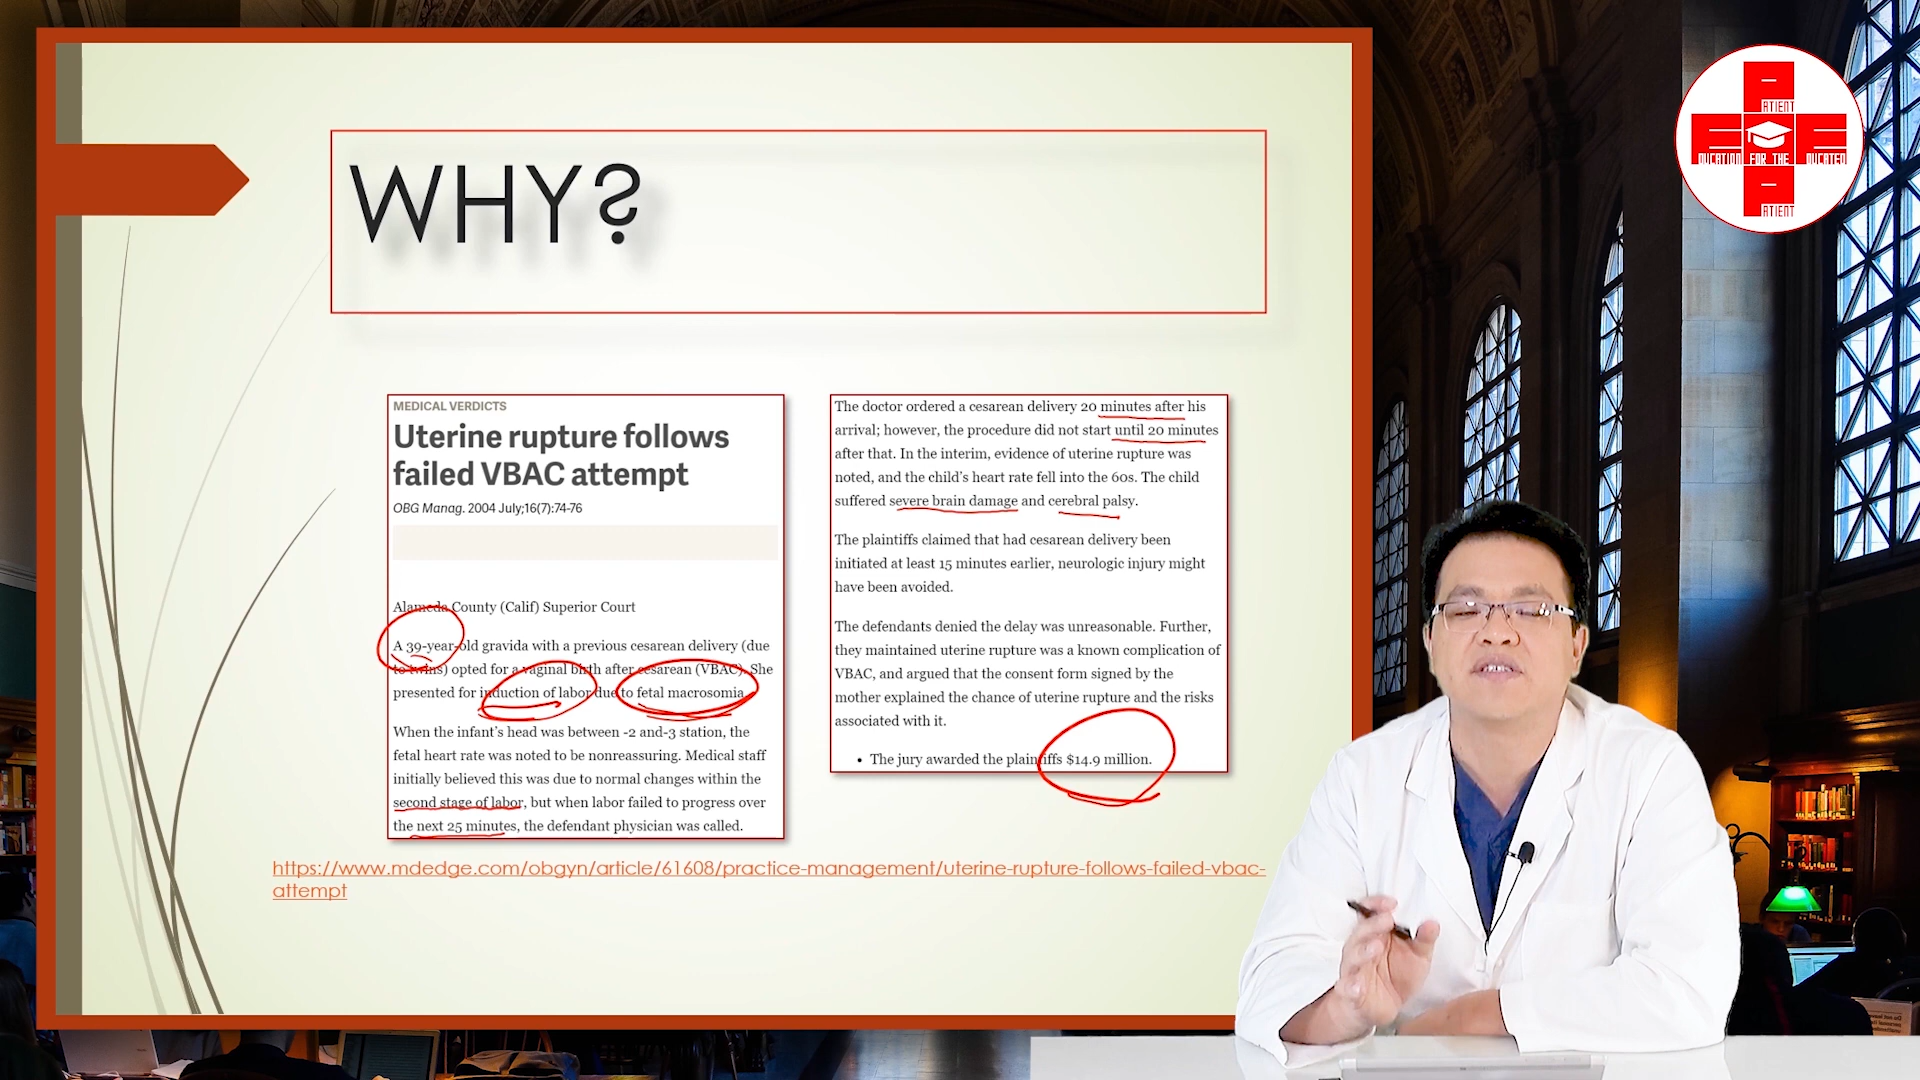 WHY?
MEDICAL VERDICTS
Uterine rupture follows
failed VBAC attempt
OBG Manag. 2004 July;16(7):74-76
Alameda County (Calif) Superior Court
A 39-year-old gravida with a previous cesarean delivery (due
to twins) opted for a vaginal birth after cesarean (VBAC). She
presented for induction of labor due to fetal macrosomia.
When the infant's head was between -2 and-3 station, the
fetal heart rate was noted to be nonreassuring. Medical staff
initially believed this was due to normal changes within the
second stage of labor, but when labor failed to progress over
the next 25 minutes, the defendant physician was called.
The doctor ordered a cesarean delivery 20 minutes after his
arrival; however, the procedure did not start until 20 minutes
after that. In the interim, evidence of uterine rupture was
noted, and the child's heart rate fell into the 60s. The child
suffered severe brain damage and cerebral palsy.
The plaintiffs claimed that had cesarean delivery been
initiated at least 15 minutes earlier, neurologic injury might
have been avoided.
The defendants denied the delay was unreasonable. Further,
they maintained uterine rupture was a known complication of
VBAC, and argued that the consent form signed by the
mother explained the chance of uterine rupture and the risks
associated with it.
• The jury awarded the plaintiffs $14.9 million.
https://www.mdedge.com/obgyn/article/61608/practice-management/uterine-rupture-follows-failed-vbac-
attempt
PATIENT
EDUCATION FOR THE EDUCATED
PATIENT